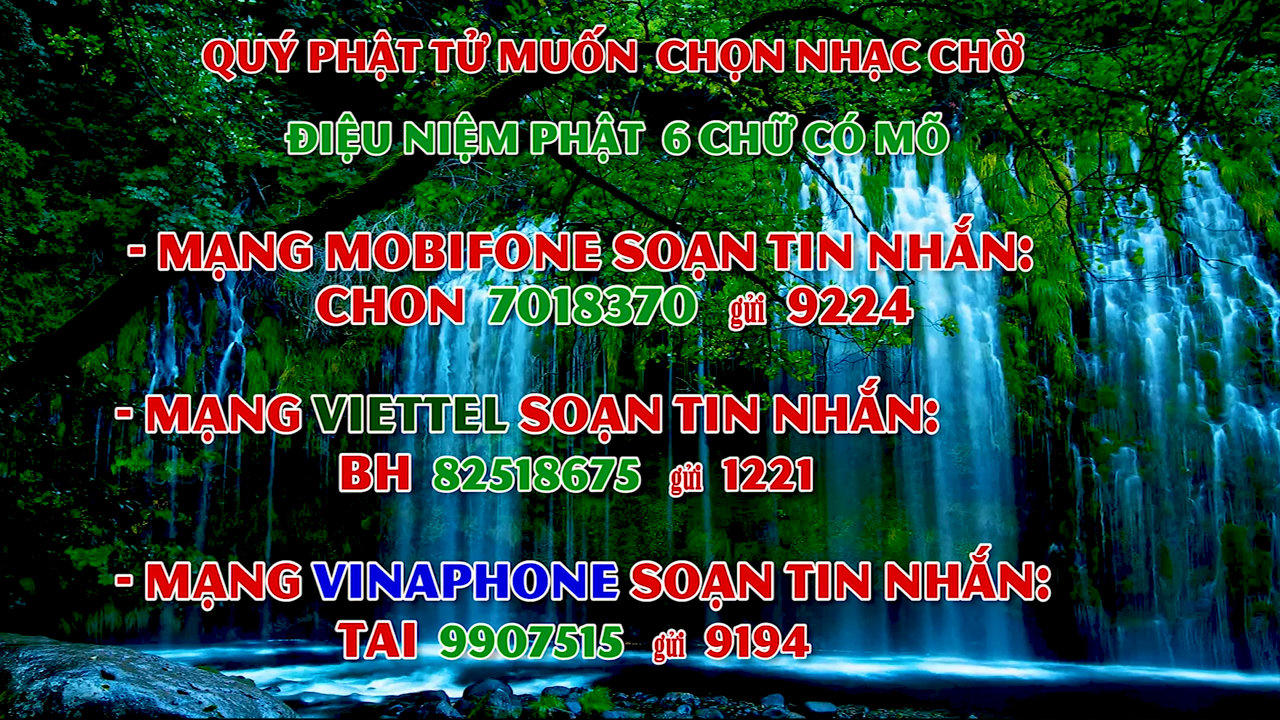 QUÝ PHẬT TỬ MUỐN CHỌN NHẠC CHỜ
ĐIỆU NIỆM PHẬT 6 CHỮ CÓ MÕ
- MẠNG MOBIFONE SOẠN TIN NHẮN:
CHON 7018370 gửi 9224
- MẠNG VIETTEL SOẠN TIN NHẮN:
BH 82518675 gửi 1221
- MẠNG VINAPHONE SOẠN TIN NHẮN:
TAI 9907515 gửi 9194